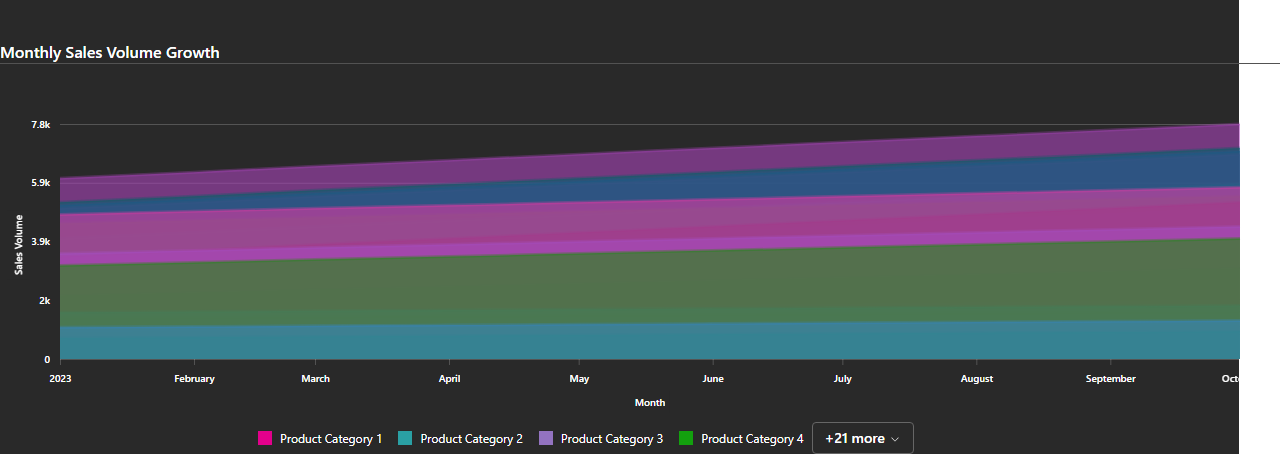 Monthly Sales Volume Growth
7.8k
5.9k
3.9k
2k
0
Sales Volume
2023 February March April May June July August September Octo
Month
Product Category 1 Product Category 2 Product Category 3 Product Category 4 +21 more